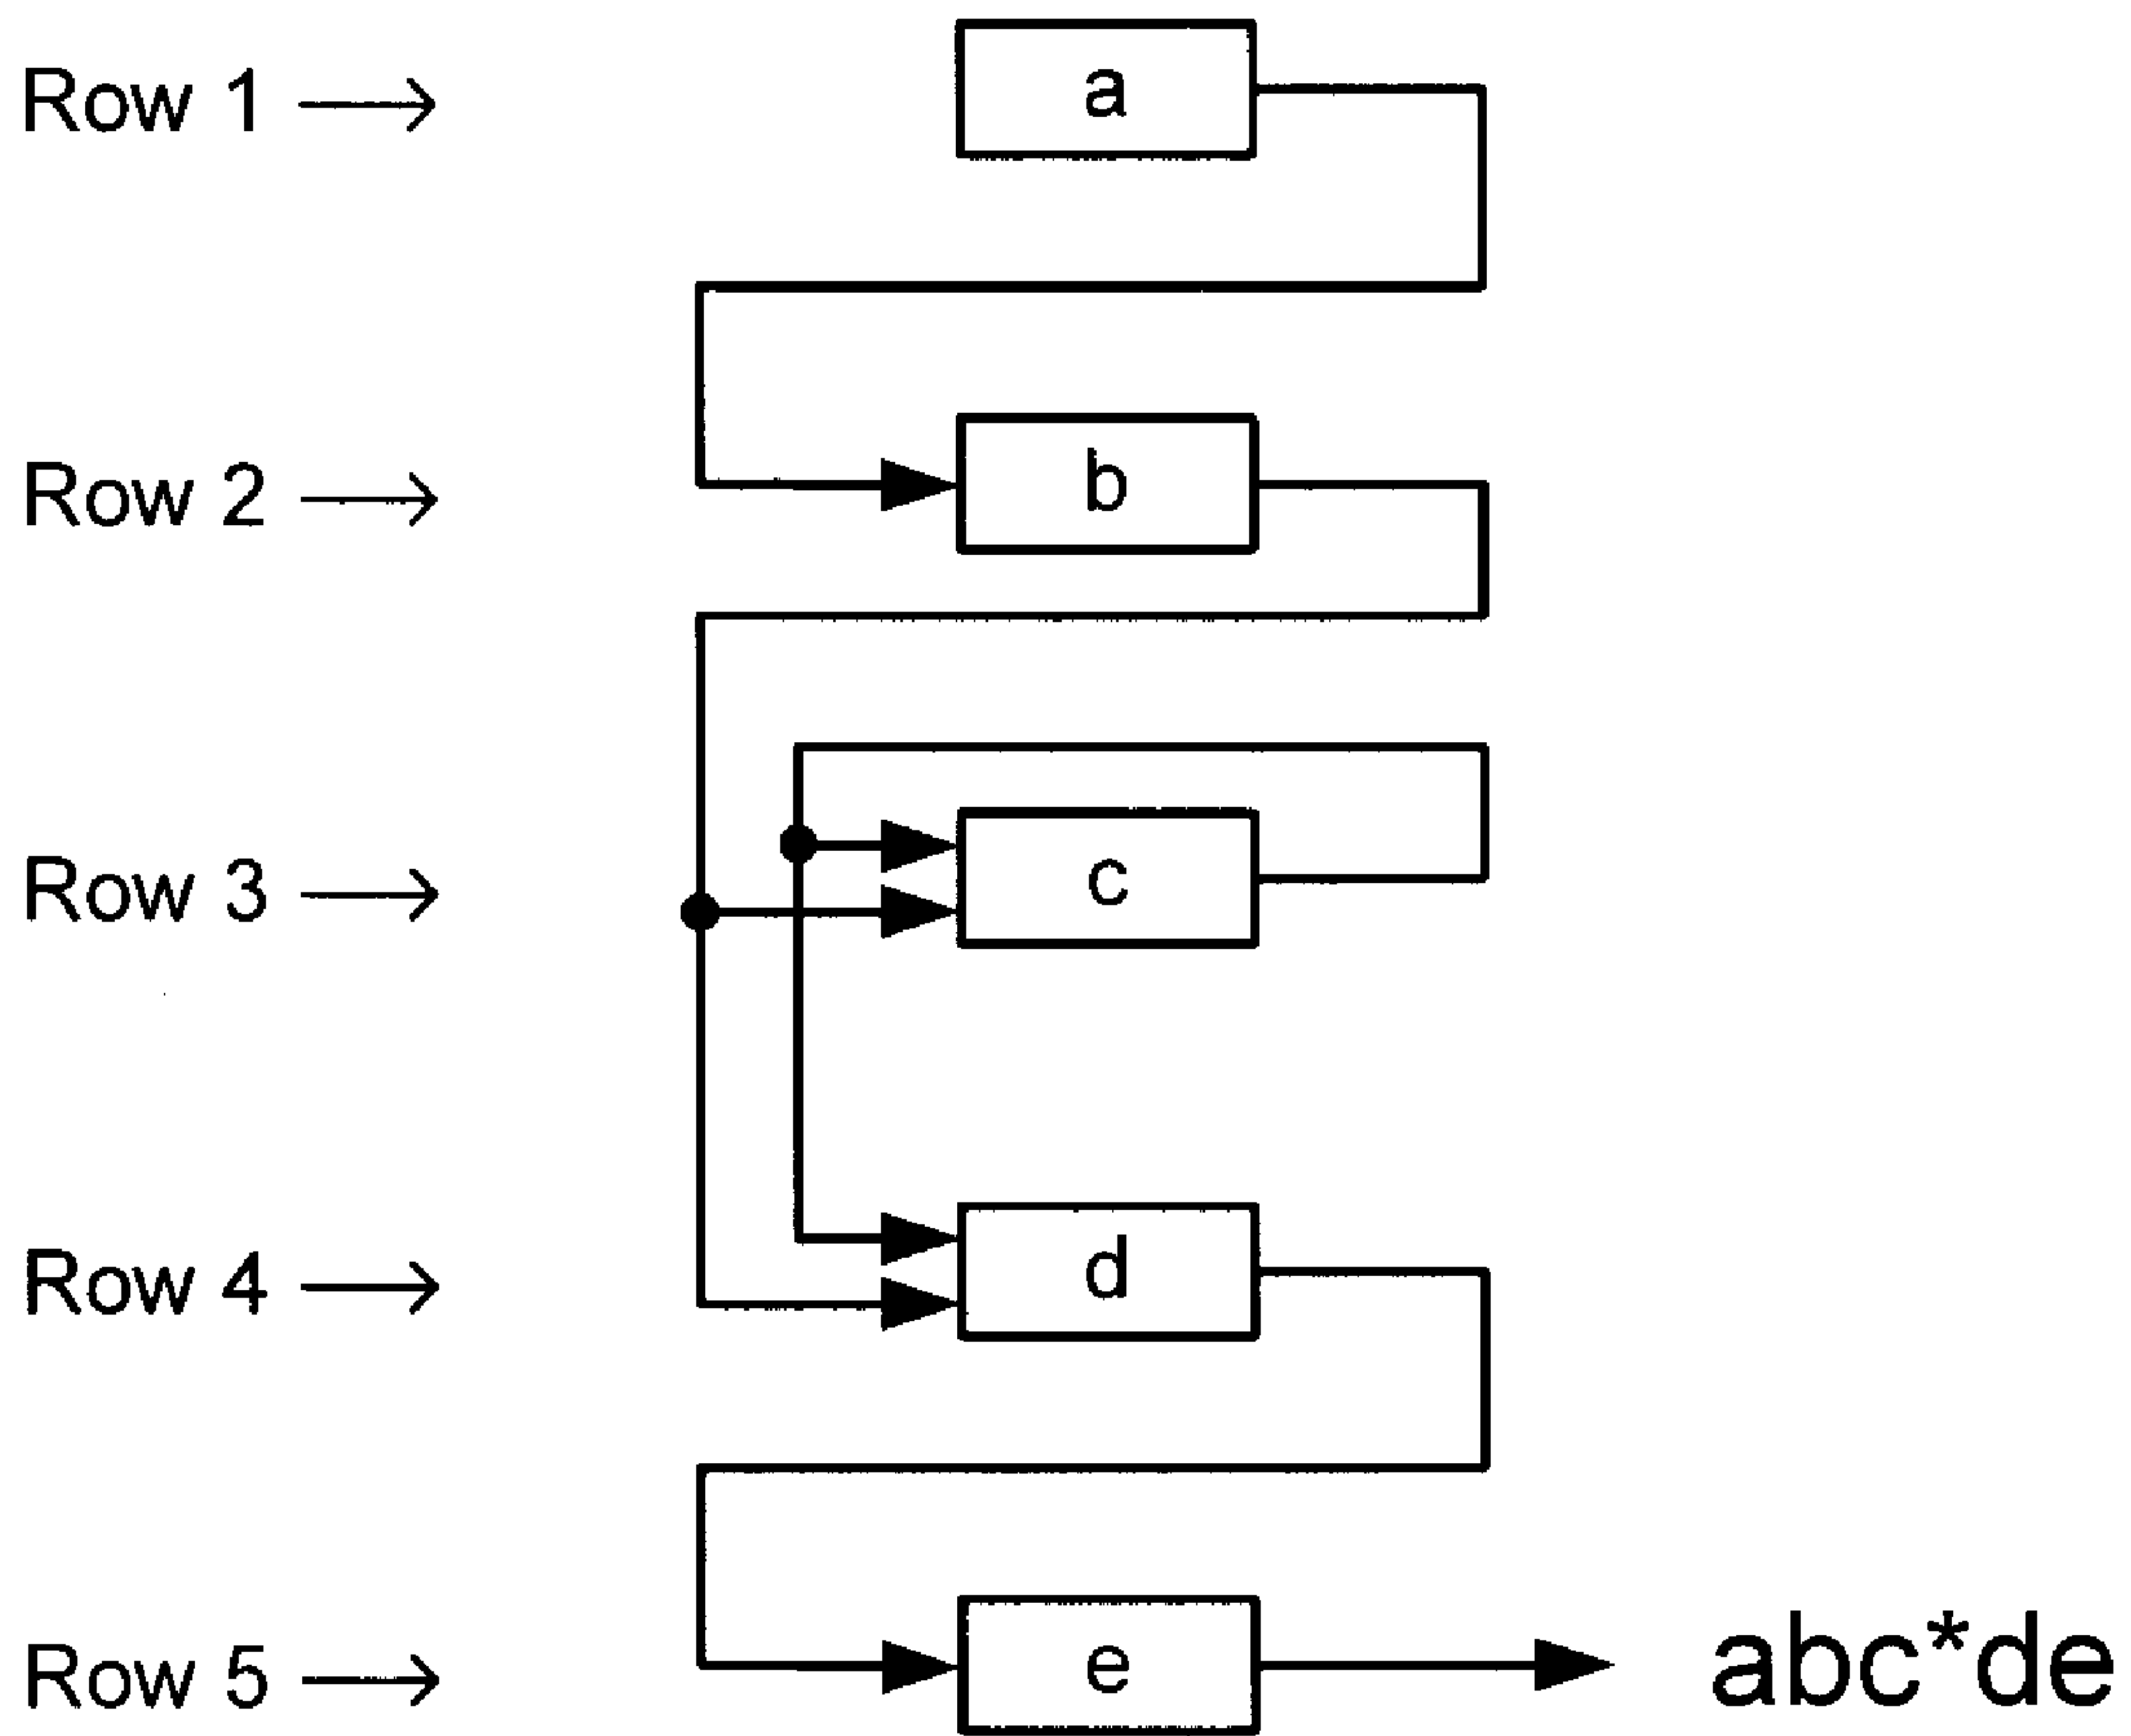 Row 1 → a
Row 2 → b
Row 3 → c
Row 4 → d
Row 5 → e abc*de